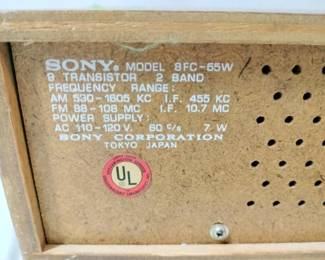 SONY® MODEL 8FC-55W
9 TRANSISTOR 2 BAND
FREQUENCY RANGE:
AM 530-1605 KC I.F. 455 KC
FM 88-108 MC I.F. 10.7 MC
POWER SUPPLY:
AC 110-120V. 60 c/s 7 W
SONY CORPORATION
TOKYO JAPAN
UL